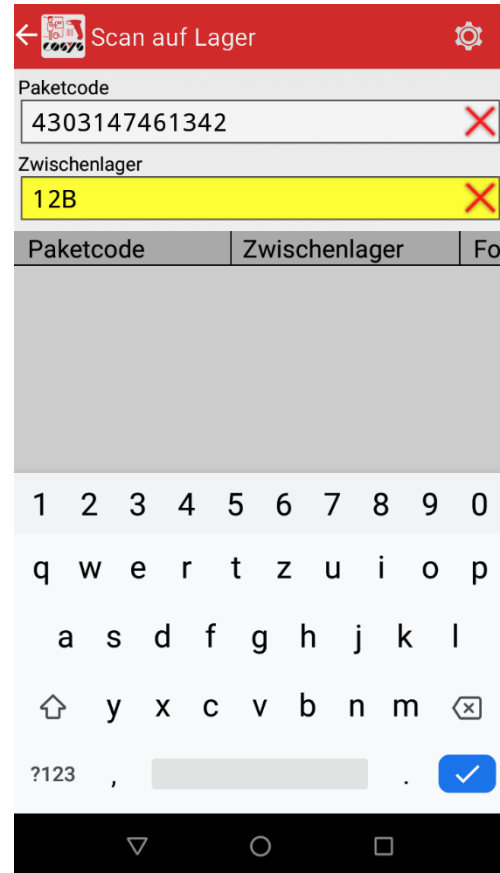 COSYS Scan auf Lager
Paketcode
4303147461342
Zwischenlager
12B
Paketcode Zwischenlager Fo
1 2 3 4 5 6 7 8 9 0
q w e r t z u i o p
a s d f g h j k l
y x c v b n m
?123 , .